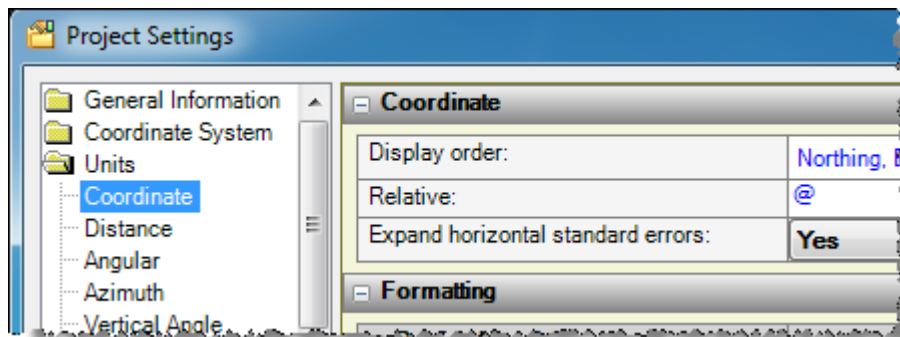 Project Settings
General Information
Coordinate System
Units
Coordinate
Distance
Angular
Azimuth
Vertical Angle
Coordinate
Display order: Northing,
Relative: @
Expand horizontal standard errors: Yes
Formatting